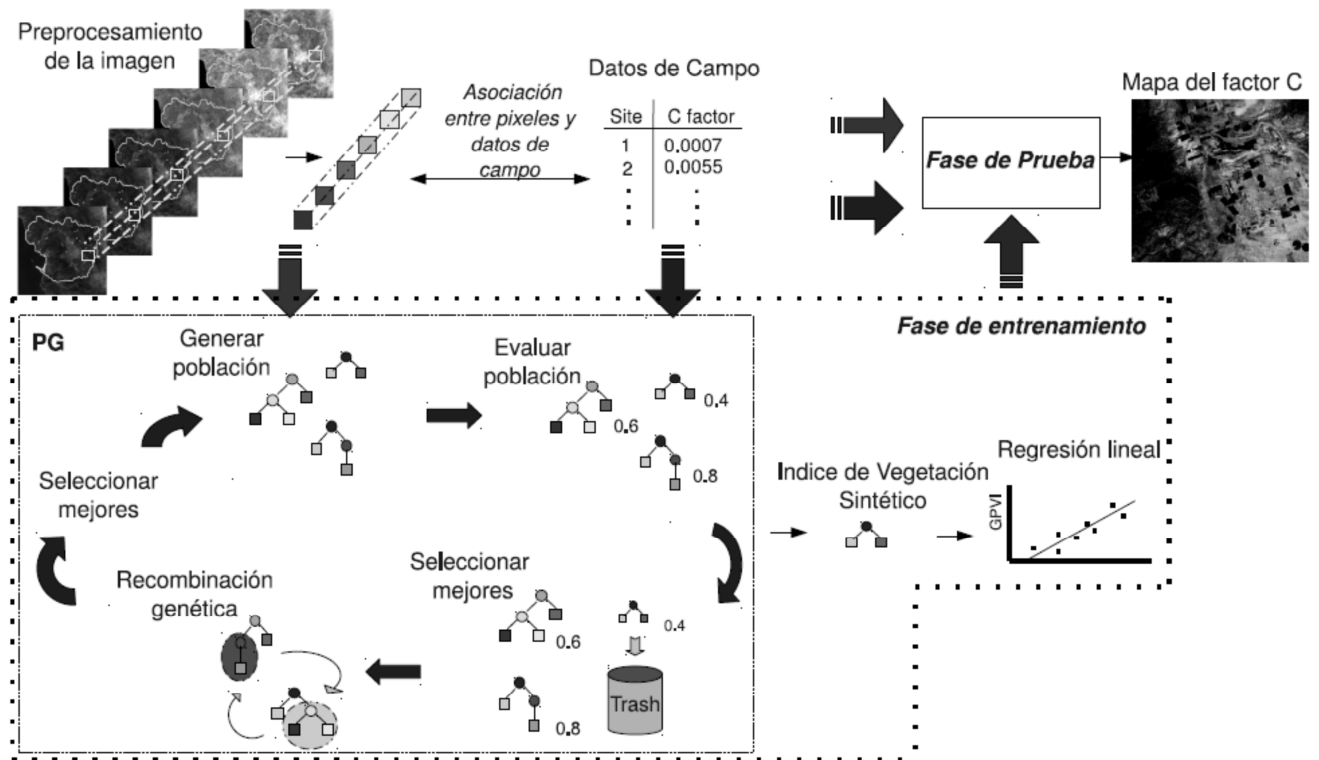 Preprocesamiento
de la imagen
Asociación
entre pixeles y
datos de
campo
Datos de Campo
Site C factor
1 0.0007
2 0.0055
Fase de Prueba
Mapa del factor C
Fase de entrenamiento
PG
Generar
población
Evaluar
población
0.6
0.4
0.8
Seleccionar
mejores
Seleccionar
mejores
0.6
0.4
0.8
Trash
Recombinación
genética
Indice de Vegetación
Sintético
Regresión lineal
GPVI